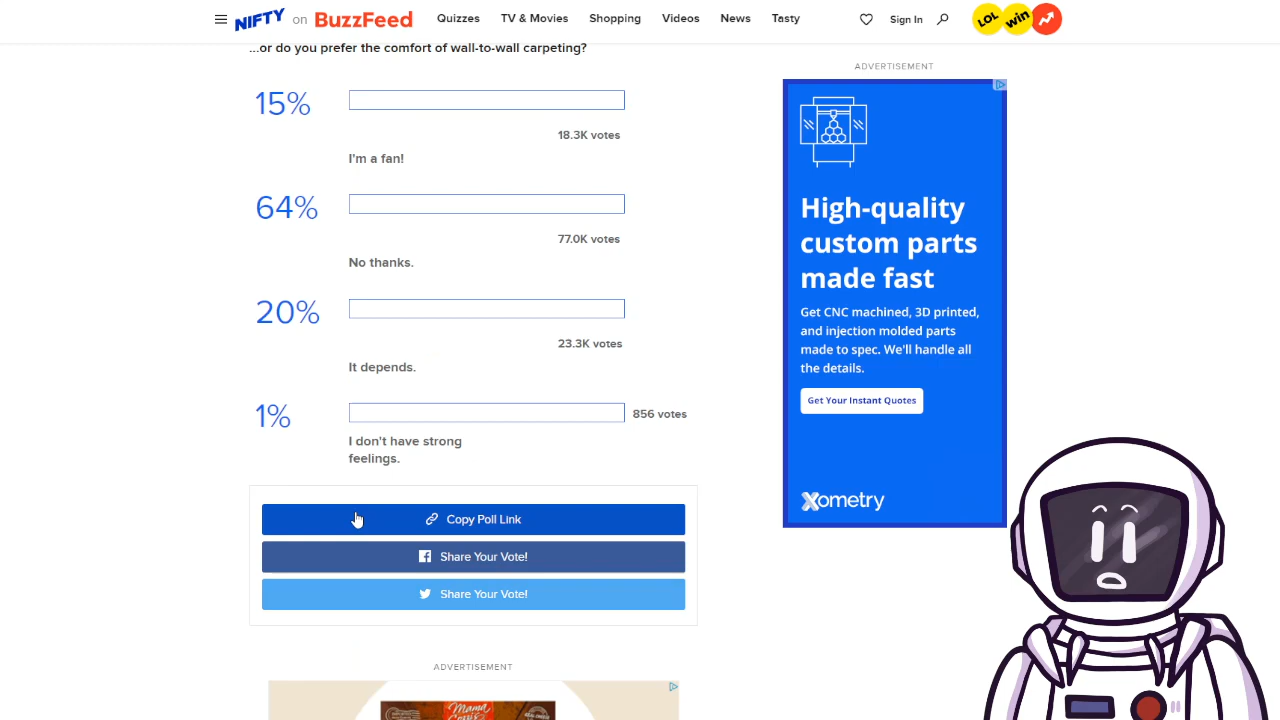 NIFTY on BuzzFeed Quizzes TV & Movies Shopping Videos News Tasty Sign In LOL win
...or do you prefer the comfort of wall-to-wall carpeting?
15%
18.3K votes
I'm a fan!
64%
77.0K votes
No thanks.
20%
23.3K votes
It depends.
1%
856 votes
I don't have strong
feelings.
Copy Poll Link
Share Your Vote!
Share Your Vote!
ADVERTISEMENT
Mama
ADVERTISEMENT
High-quality
custom parts
made fast
Get CNC machined, 3D printed,
and injection molded parts
made to spec. We'll handle all
the details.
Get Your Instant Quotes
Xometry